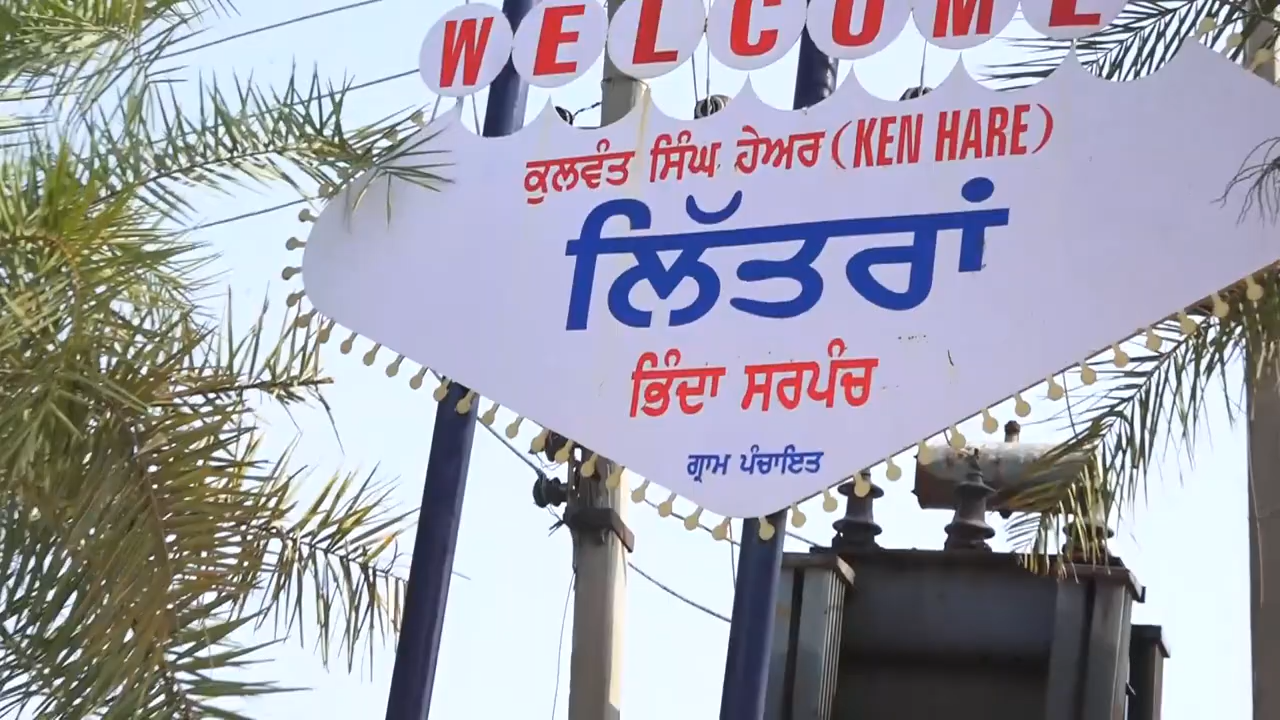 WELCOME
ਕੁਲਵੰਤ ਸਿੰਘ ਹੇਅਰ (KEN HARE)
ਲਿੱਤਰਾਂ
ਭਿੰਦਾ ਸਰਪੰਚ
ਗ੍ਰਾਮ ਪੰਚਾਇਤ